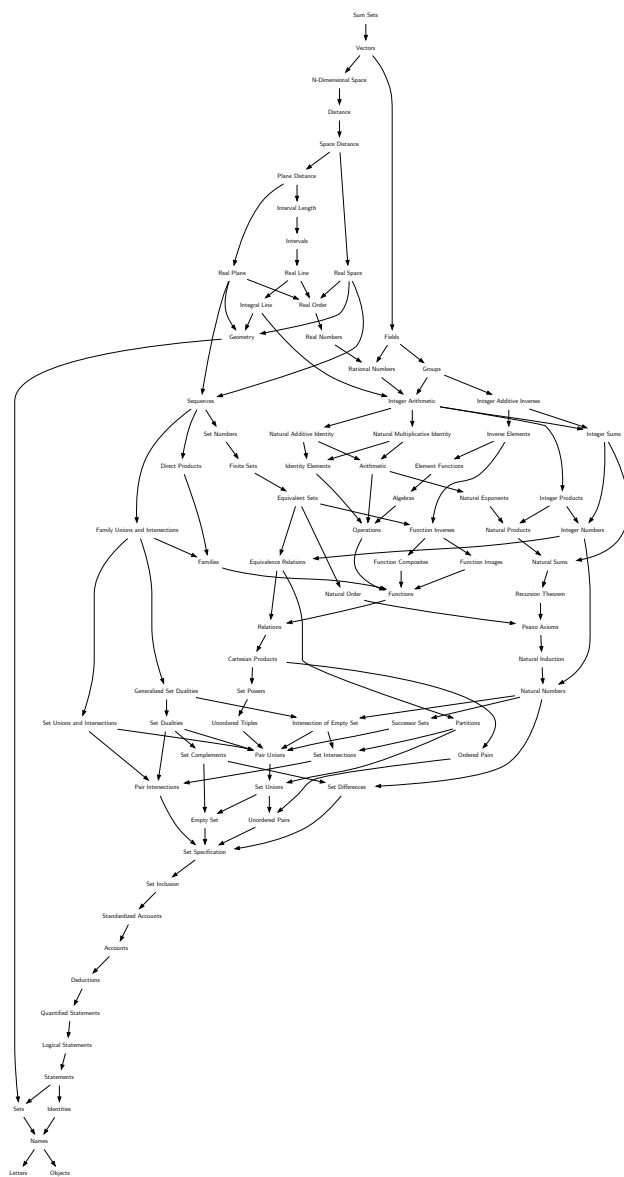 Sum Sets
Vectors
N-Dimensional Space
Distance
Space Distance
Plane Distance
Interval Length
Intervals
Real Plane
Real Line
Real Space
Integral Line
Real Order
Geometry
Real Numbers
Fields
Rational Numbers
Groups
Sequences
Integer Arithmetic
Integer Additive Inverses
Set Numbers
Natural Additive Identity
Natural Multiplicative Identity
Inverse Elements
Integer Sums
Direct Products
Finite Sets
Identity Elements
Arithmetic
Element Functions
Equivalent Sets
Algebras
Natural Exponents
Integer Products
Family Unions and Intersections
Operations
Function Inverses
Natural Products
Integer Numbers
Families
Equivalence Relations
Function Composites
Function Images
Natural Sums
Natural Order
Functions
Recursion Theorem
Relations
Peano Axioms
Cartesian Products
Natural Induction
Generalized Set Dualities
Set Powers
Natural Numbers
Set Unions and Intersections
Set Dualities
Unordered Triples
Intersection of Empty Set
Successor Sets
Partitions
Set Complements
Pair Unions
Set Intersections
Ordered Pairs
Pair Intersections
Set Unions
Set Differences
Empty Set
Unordered Pairs
Set Specification
Set Inclusion
Standardized Accounts
Accounts
Deductions
Quantified Statements
Logical Statements
Statements
Sets
Identities
Names
Letters
Objects